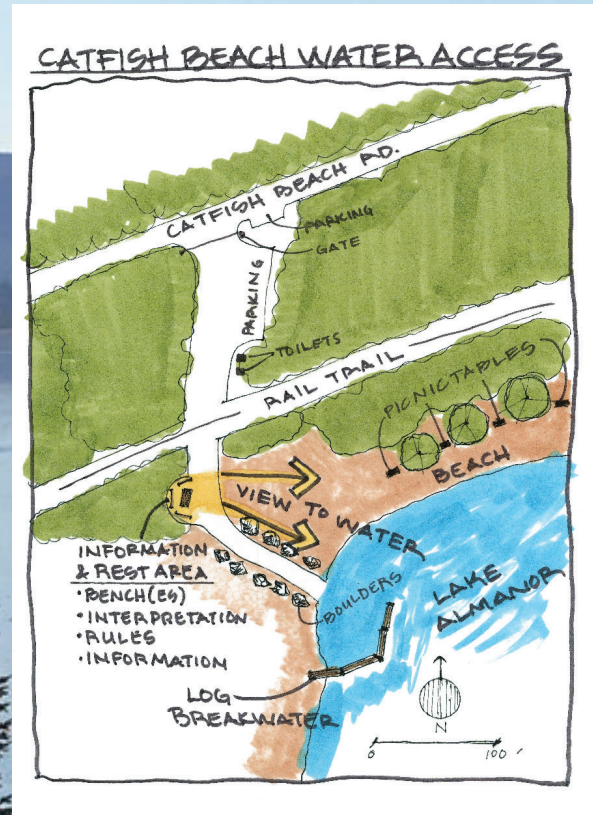 CATFISH BEACH WATER ACCESS
CATFISH BEACH RD.
PARKING
GATE
PARKING
TOILETS
RAIL TRAIL
PICNIC TABLES
BEACH
VIEW TO WATER
INFORMATION
& REST AREA
• BENCH(ES)
• INTERPRETATION
• RULES
• INFORMATION
BOULDERS
LAKE
ALMANOR
LOG
BREAKWATER
N
0 100'